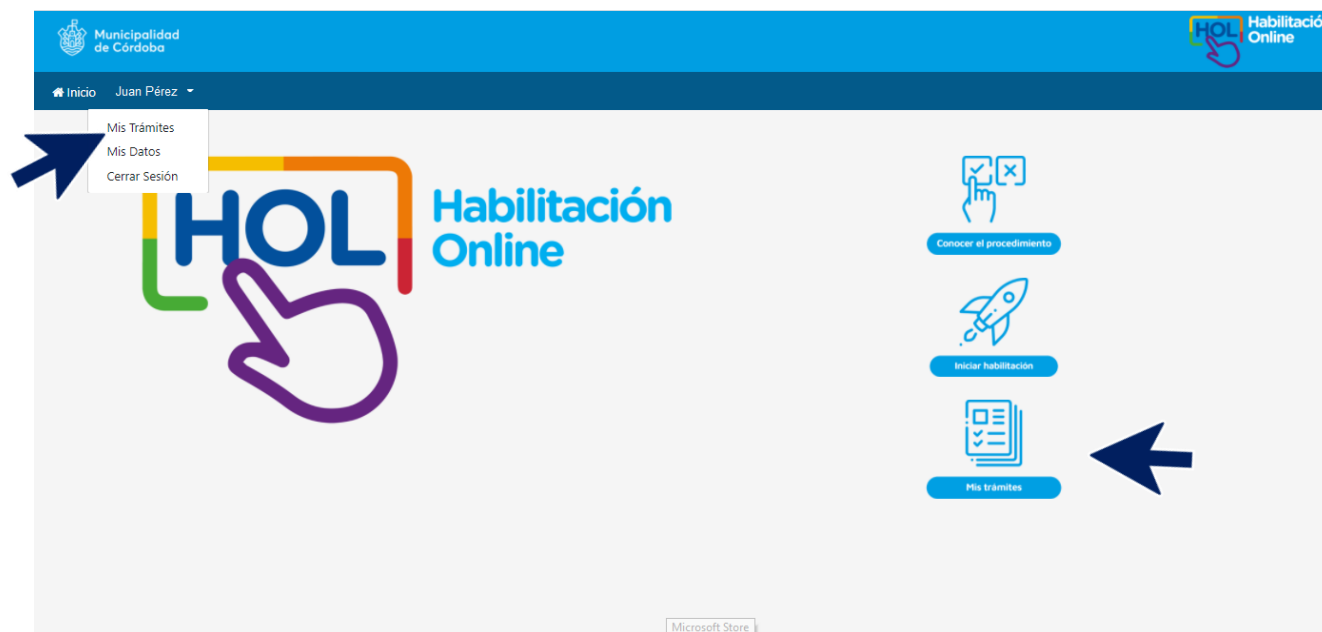 Municipalidad
de Córdoba
HOL
Habilitació
Online
Inicio
Juan Pérez
Mis Trámites
Mis Datos
Cerrar Sesión
HOL
Habilitación
Online
Conocer el procedimiento
Iniciar habilitación
Mis trámites
Microsoft Store